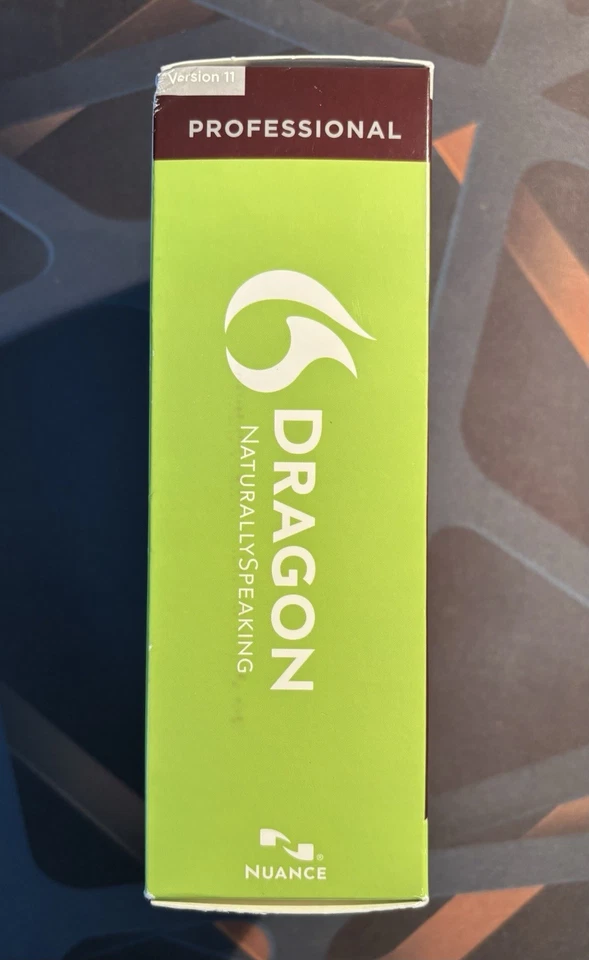 Version 11
PROFESSIONAL
DRAGON
NATURALLYSPEAKING
NUANCE®